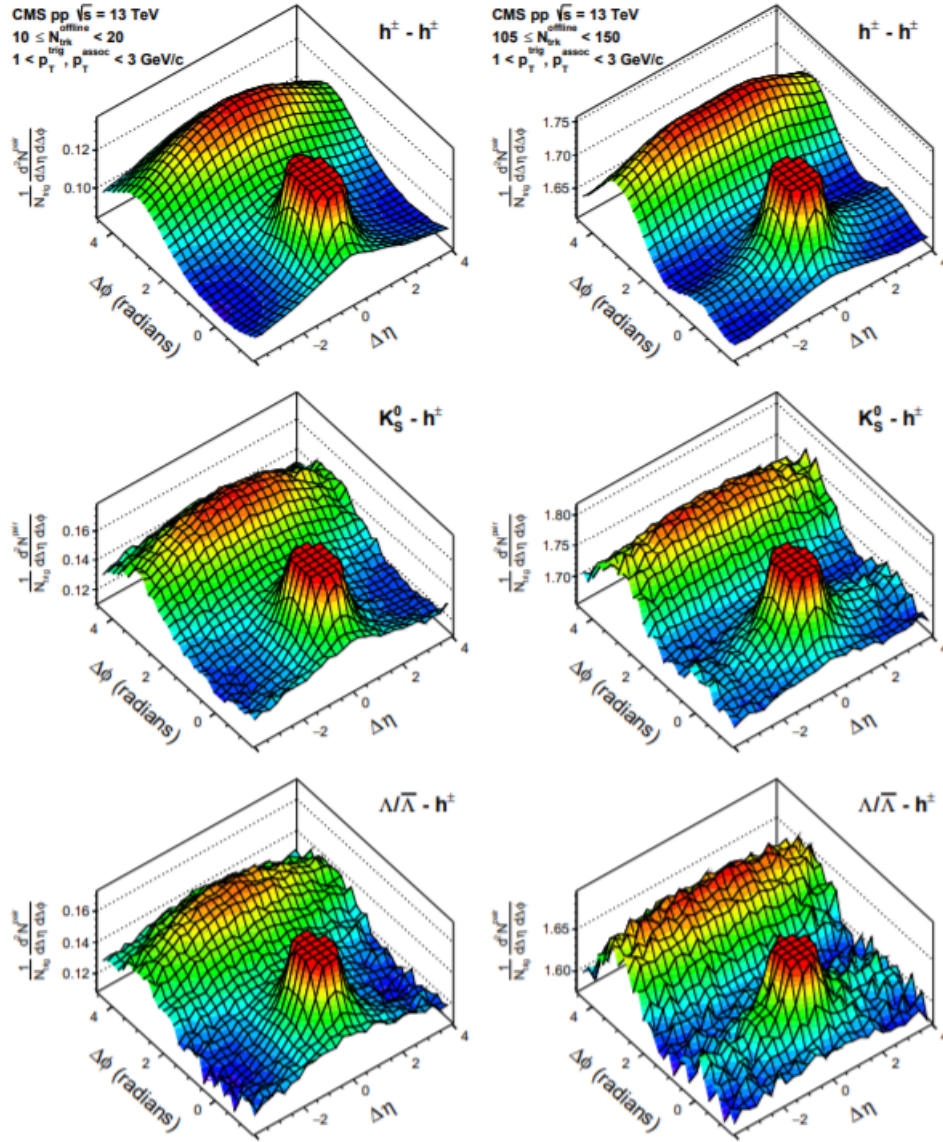 CMS pp √s = 13 TeV
10 ≤ N_trk^offline < 20
1 < p_T^trig, p_T^assoc < 3 GeV/c
h± - h±
1/N_trig d²N^pair/dΔη dΔϕ
0.12
0.10
4
2
0
Δϕ (radians)
−2
0
2
4
Δη
CMS pp √s = 13 TeV
105 ≤ N_trk^offline < 150
1 < p_T^trig, p_T^assoc < 3 GeV/c
h± - h±
1/N_trig d²N^pair/dΔη dΔϕ
1.75
1.70
1.65
4
2
0
Δϕ (radians)
−2
0
2
4
Δη
K_S^0 - h±
1/N_trig d²N^pair/dΔη dΔϕ
0.16
0.14
0.12
4
2
0
Δϕ (radians)
−2
0
2
4
Δη
K_S^0 - h±
1/N_trig d²N^pair/dΔη dΔϕ
1.80
1.75
1.70
4
2
0
Δϕ (radians)
−2
0
2
4
Δη
Λ/Λ̅ - h±
1/N_trig d²N^pair/dΔη dΔϕ
0.16
0.14
0.12
4
2
0
Δϕ (radians)
−2
0
2
4
Δη
Λ/Λ̅ - h±
1/N_trig d²N^pair/dΔη dΔϕ
1.65
1.60
4
2
0
Δϕ (radians)
−2
0
2
4
Δη